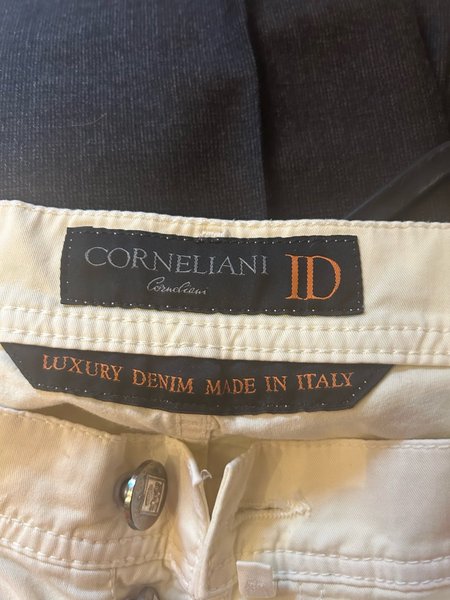 CORNELIANI ID
Corneliani
LUXURY DENIM MADE IN ITALY